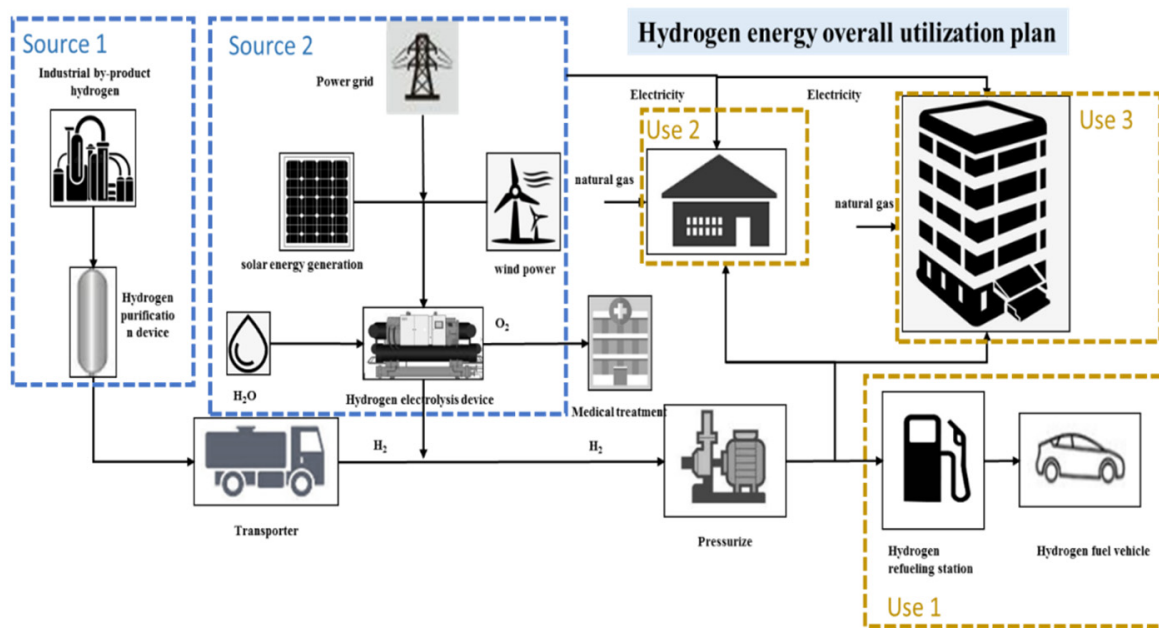 Hydrogen energy overall utilization plan
Source 1
Industrial by-product
hydrogen
Hydrogen
purificatio
n device
Source 2
Power grid
solar energy generation
wind power
H₂O
Hydrogen electrolysis device
O₂
Medical treatment
Electricity
Electricity
Use 2
natural gas
Use 3
natural gas
Transporter
H₂
H₂
Pressurize
Hydrogen
refueling station
Hydrogen fuel vehicle
Use 1